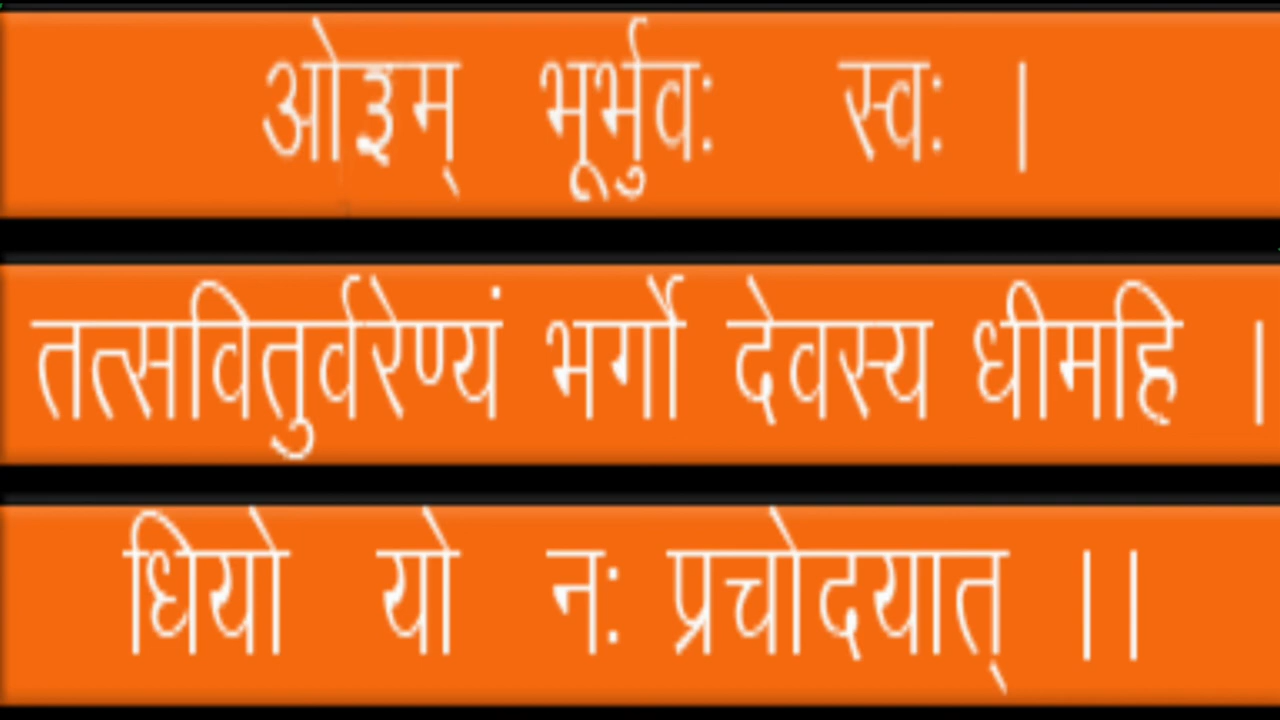 ओ३म् भूर्भुवः स्वः ।
तत्सवितुर्वरेण्यं भर्गो देवस्य धीमहि ।
धियो यो नः प्रचोदयात् ।।